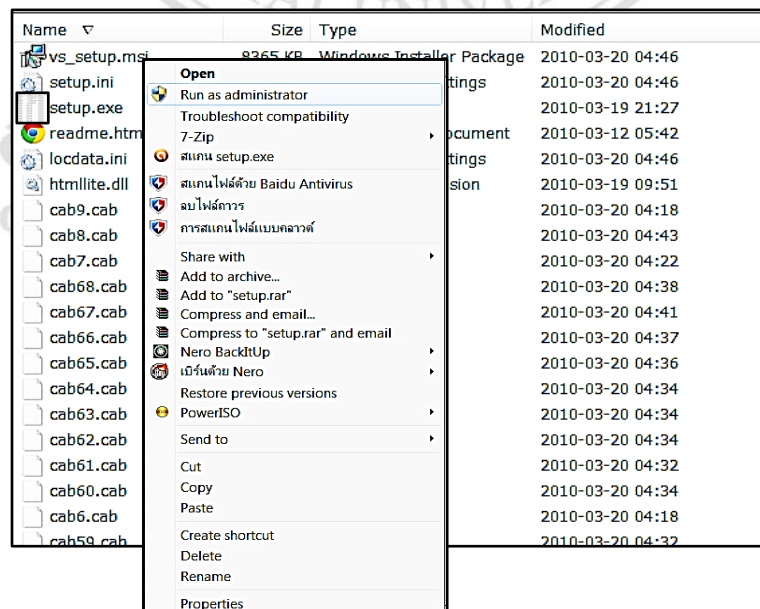 Name Size Type Modified
vs_setup.msi 8365 KB Windows Installer Package 2010-03-20 04:46
setup.ini tings 2010-03-20 04:46
setup.exe 2010-03-19 21:27
readme.htm ocument 2010-03-12 05:42
locdata.ini tings 2010-03-20 04:46
htmllite.dll sion 2010-03-19 09:51
cab9.cab 2010-03-20 04:18
cab8.cab 2010-03-20 04:43
cab7.cab 2010-03-20 04:22
cab68.cab 2010-03-20 04:38
cab67.cab 2010-03-20 04:41
cab66.cab 2010-03-20 04:37
cab65.cab 2010-03-20 04:36
cab64.cab 2010-03-20 04:34
cab63.cab 2010-03-20 04:34
cab62.cab 2010-03-20 04:34
cab61.cab 2010-03-20 04:32
cab60.cab 2010-03-20 04:34
cab6.cab 2010-03-20 04:18
cab59.cab 2010-03-20 04:32
Open
Run as administrator
Troubleshoot compatibility
7-Zip
สแกน setup.exe
สแกนไฟล์ด้วย Baidu Antivirus
ลบไฟล์ถาวร
การสแกนไฟล์แบบคลาวด์
Share with
Add to archive...
Add to "setup.rar"
Compress and email...
Compress to "setup.rar" and email
Nero BackItUp
เบิร์นด้วย Nero
Restore previous versions
PowerISO
Send to
Cut
Copy
Paste
Create shortcut
Delete
Rename
Properties